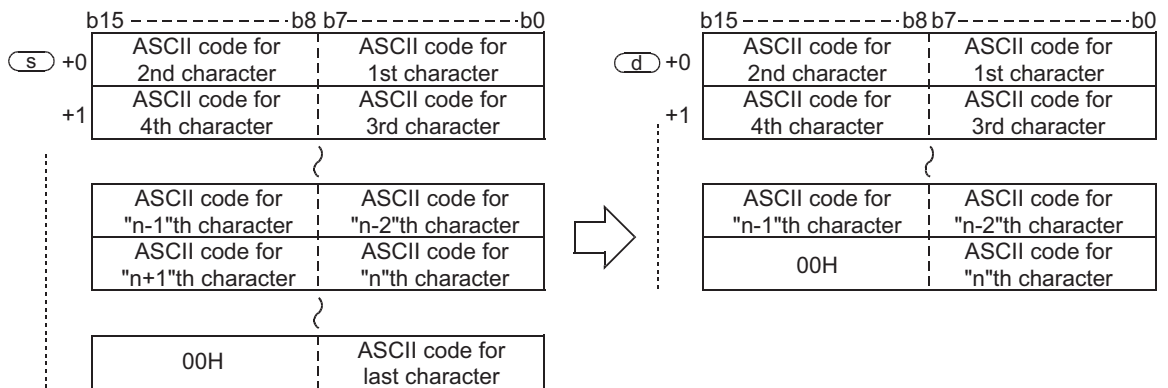 b15 b8 b7 b0
s +0 ASCII code for 2nd character ASCII code for 1st character
+1 ASCII code for 4th character ASCII code for 3rd character
ASCII code for "n-1"th character ASCII code for "n-2"th character
ASCII code for "n+1"th character ASCII code for "n"th character
00H ASCII code for last character
b15 b8 b7 b0
d +0 ASCII code for 2nd character ASCII code for 1st character
+1 ASCII code for 4th character ASCII code for 3rd character
ASCII code for "n-1"th character ASCII code for "n-2"th character
00H ASCII code for "n"th character